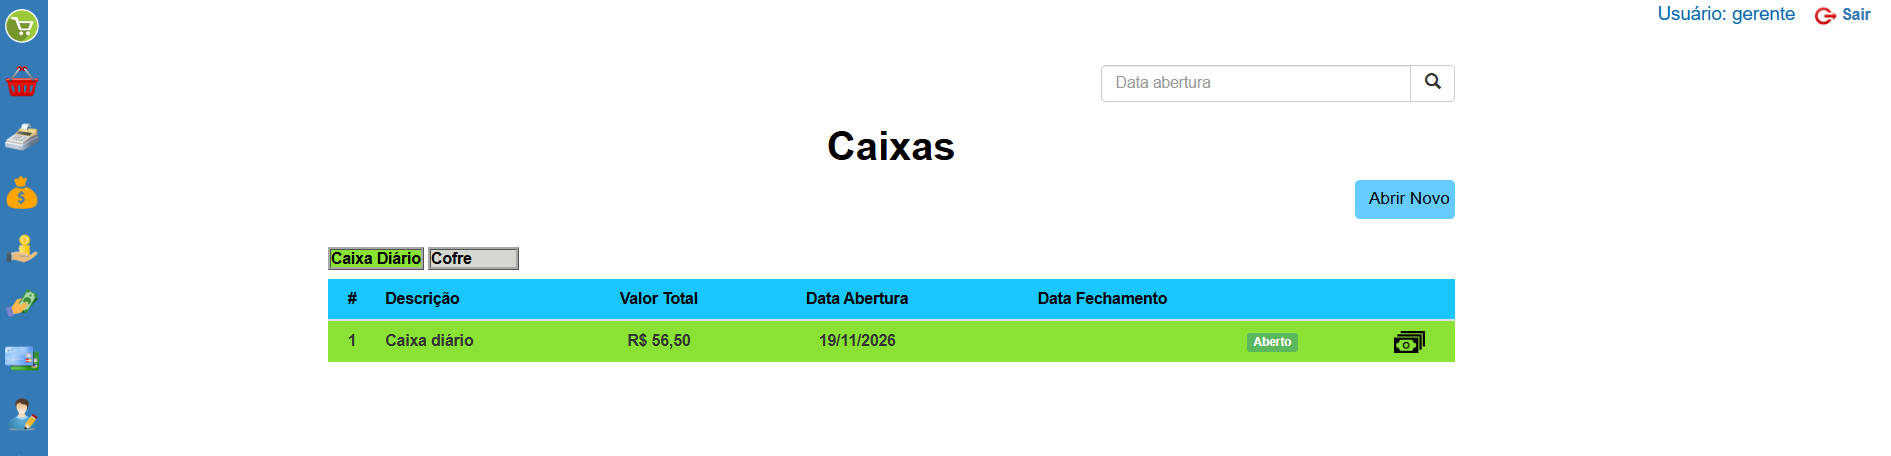 Usuário: gerente Sair
Data abertura
Caixas
Abrir Novo
Caixa Diário Cofre
# Descrição Valor Total Data Abertura Data Fechamento
1 Caixa diário R$ 56,50 19/11/2026 Aberto